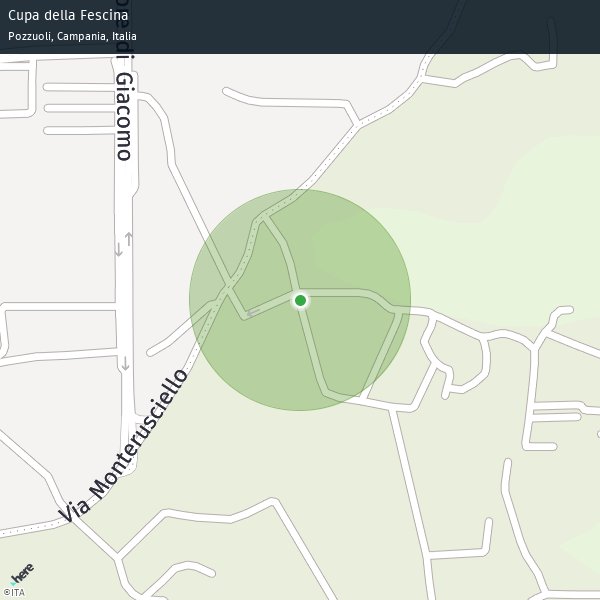 Cupa della Fescina
Pozzuoli, Campania, Italia
di Giacomo
Via Monterusciello
here
©ITA